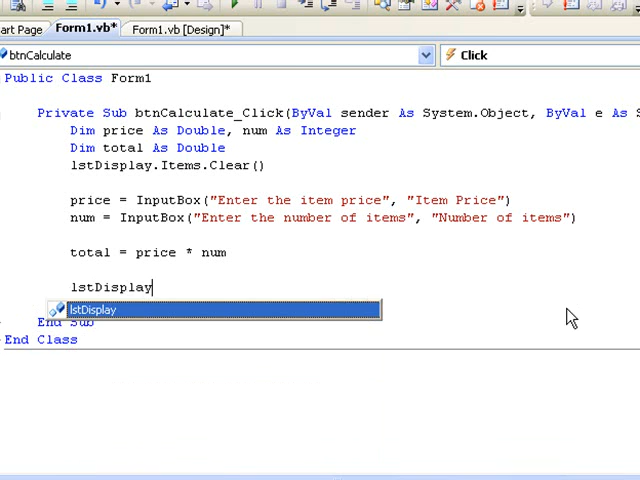 art Page Form1.vb* Form1.vb [Design]*
btnCalculate Click
Public Class Form1
Private Sub btnCalculate_Click(ByVal sender As System.Object, ByVal e As S
Dim price As Double, num As Integer
Dim total As Double
lstDisplay.Items.Clear()
price = InputBox("Enter the item price", "Item Price")
num = InputBox("Enter the number of items", "Number of items")
total = price * num
lstDisplay
lstDisplay
End Sub
End Class